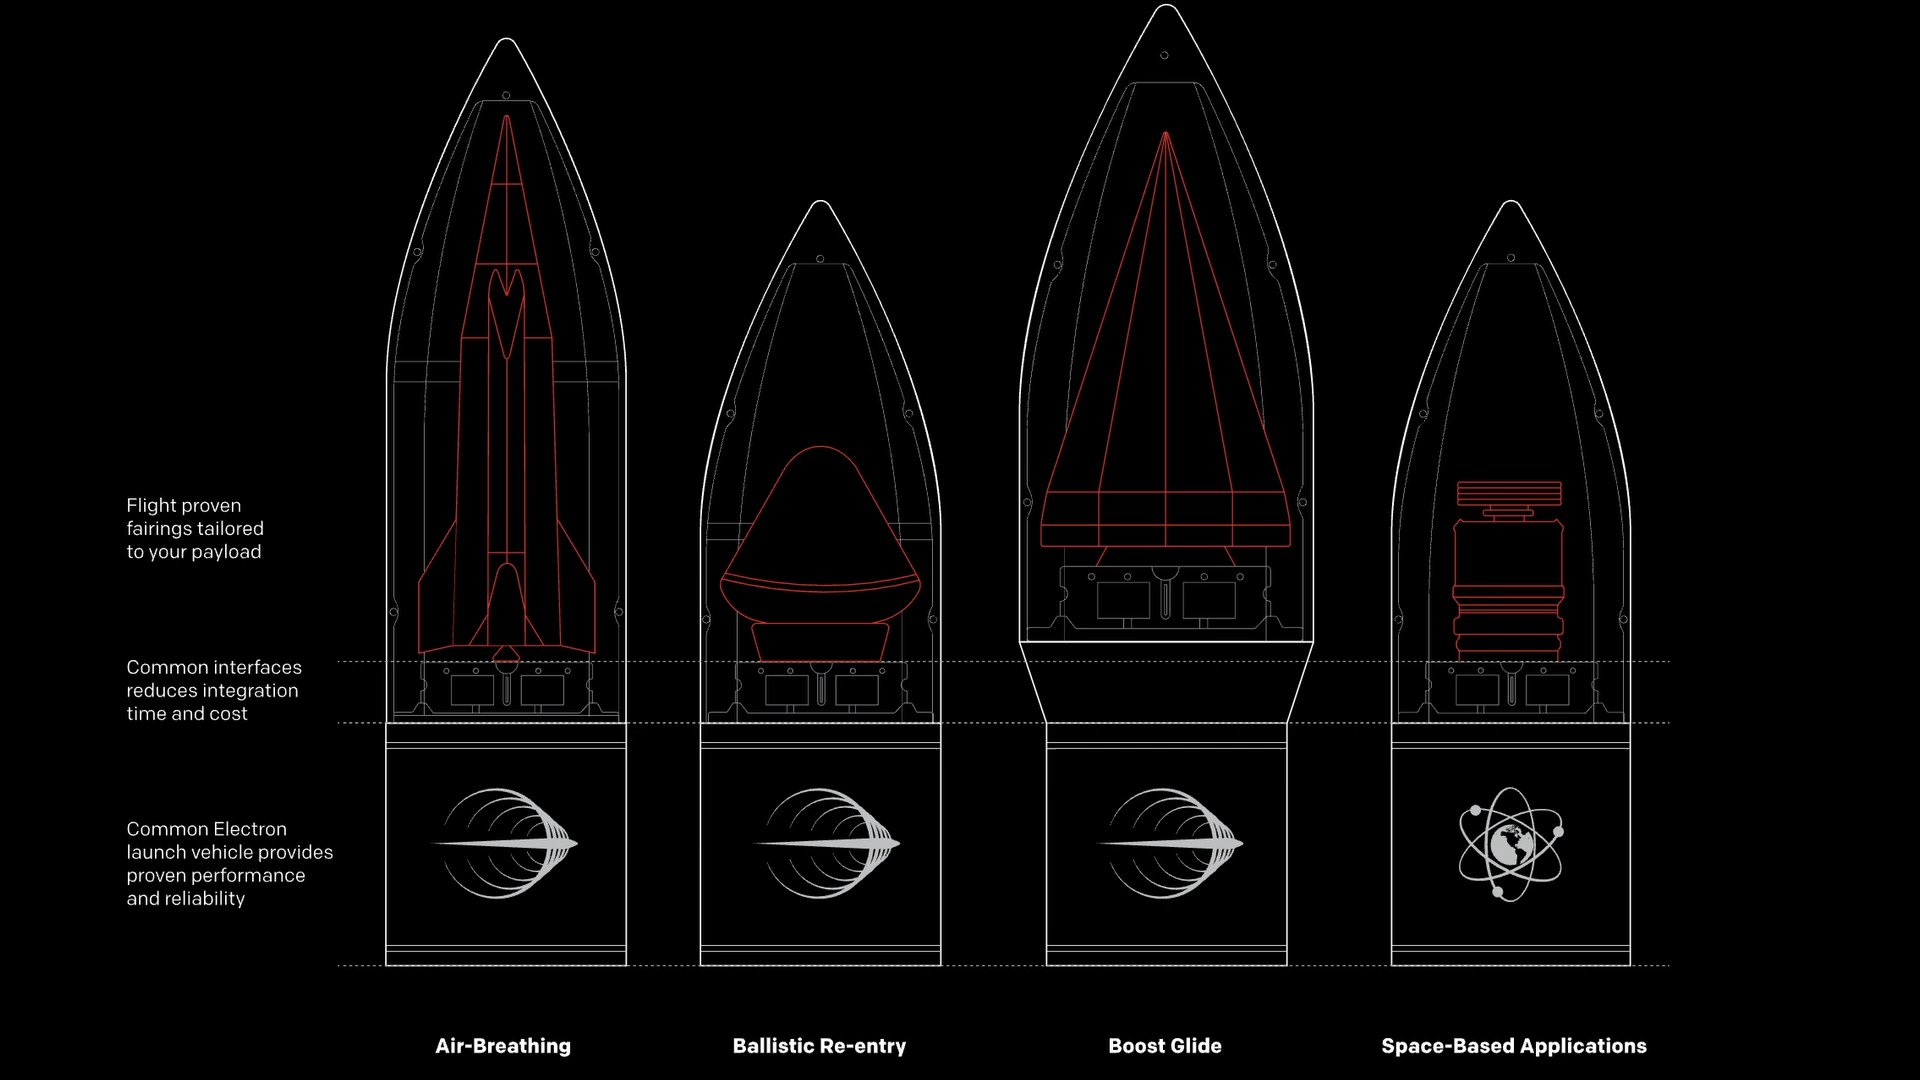 Flight proven
fairings tailored
to your payload
Common interfaces
reduces integration
time and cost
Common Electron
launch vehicle provides
proven performance
and reliability
Air-Breathing
Ballistic Re-entry
Boost Glide
Space-Based Applications